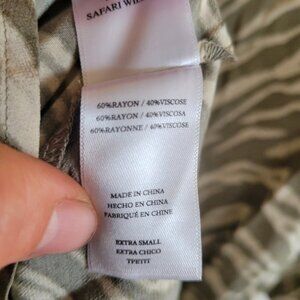 SAFARI
60%RAYON / 40%VISCOSE
60%RAYON / 40%VISCOSA
60%RAYONNE / 40%VISCOSE
MADE IN CHINA
HECHO EN CHINA
FABRIQUÉ EN CHINE
EXTRA SMALL
EXTRA CHICO
TPETIT